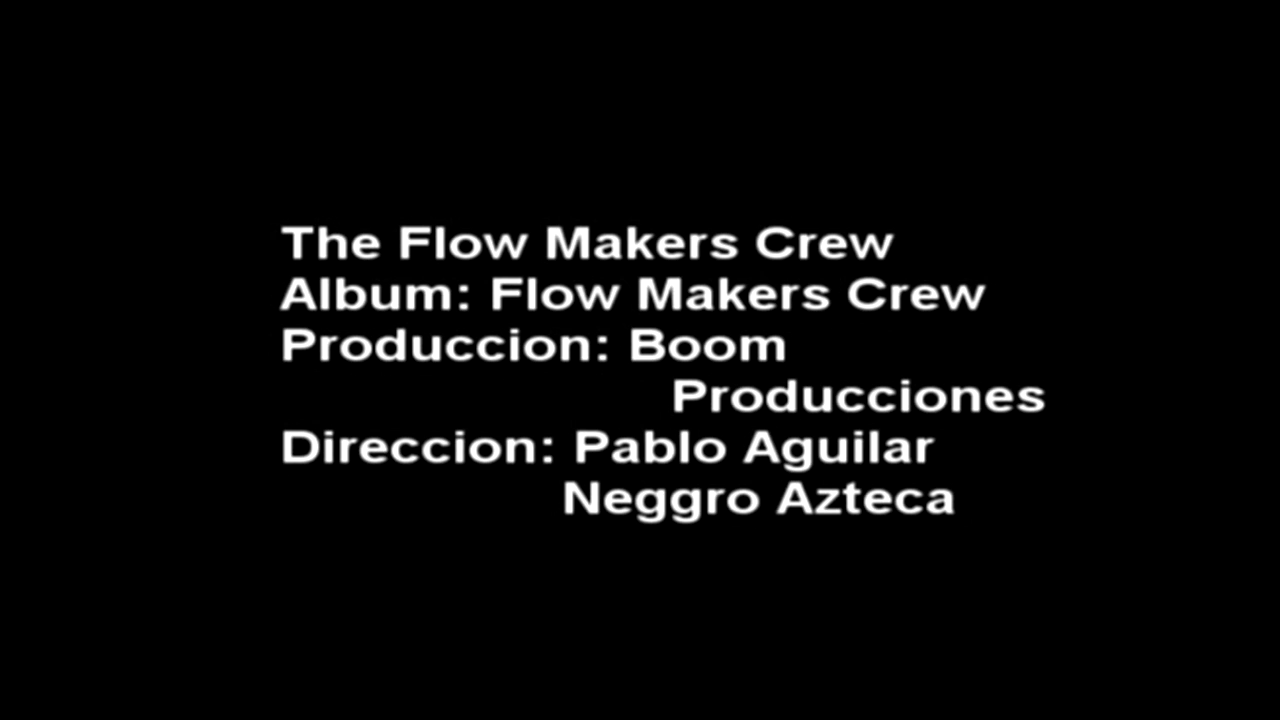 The Flow Makers Crew
Album: Flow Makers Crew
Produccion: Boom
Producciones
Direccion: Pablo Aguilar
Neggro Azteca